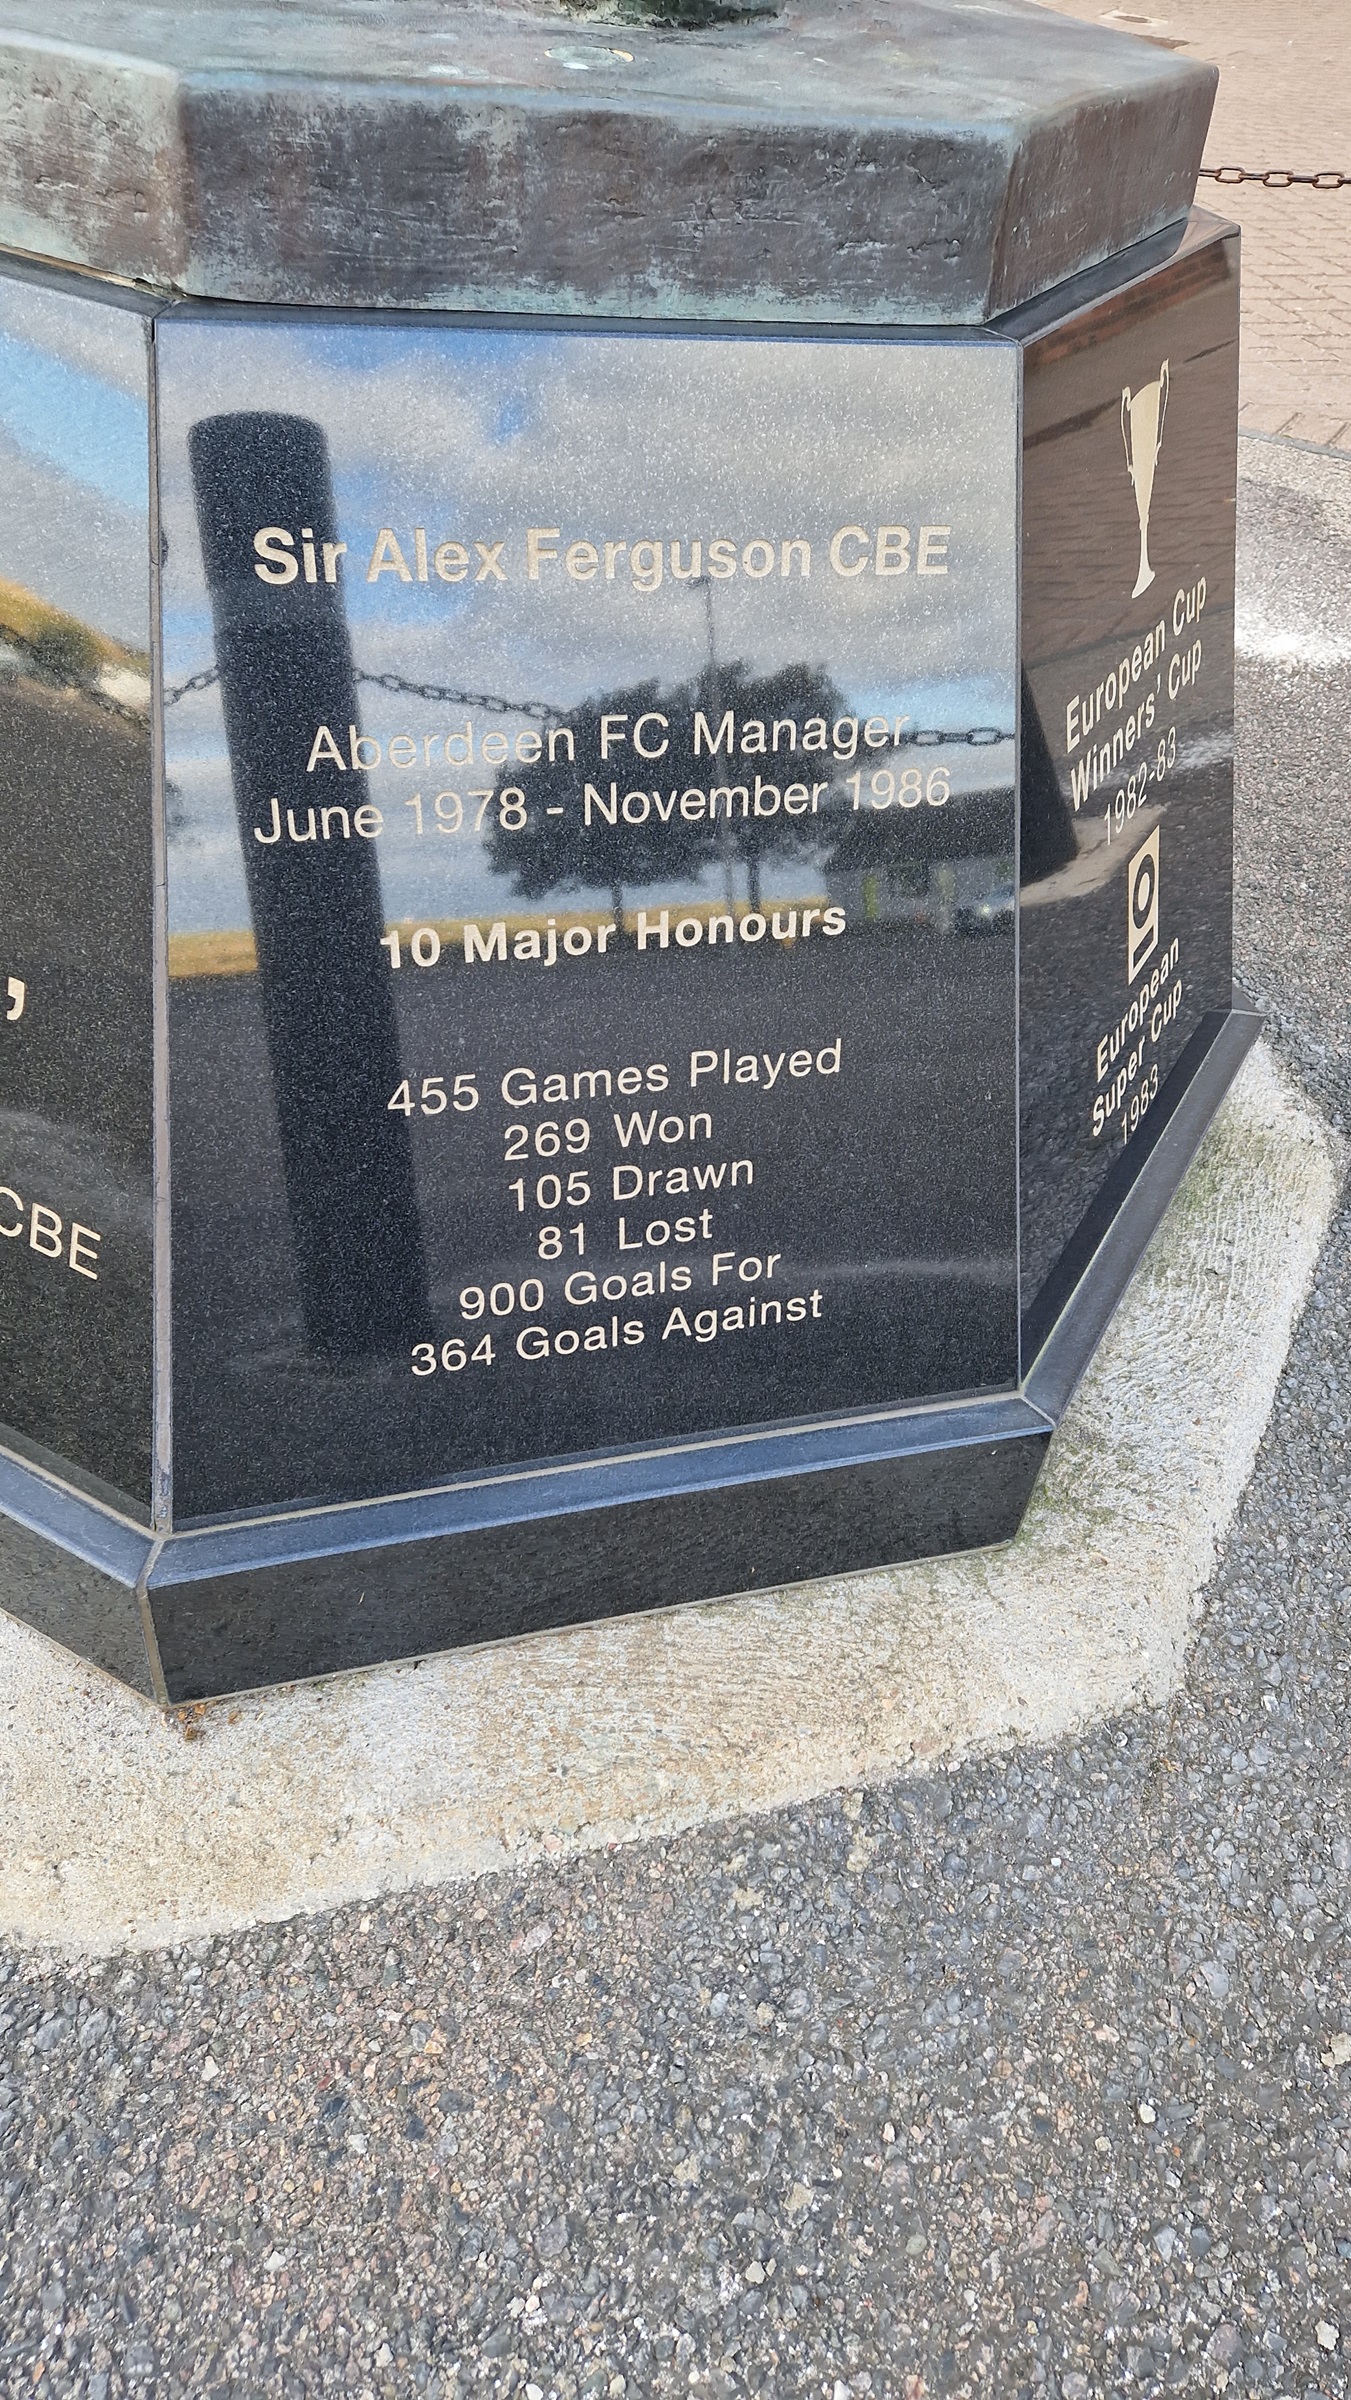 ’
CBE
Sir Alex Ferguson CBE
Aberdeen FC Manager
June 1978 - November 1986
10 Major Honours
455 Games Played
269 Won
105 Drawn
81 Lost
900 Goals For
364 Goals Against
European Cup
Winners' Cup
1982-83
European
Super Cup
1983